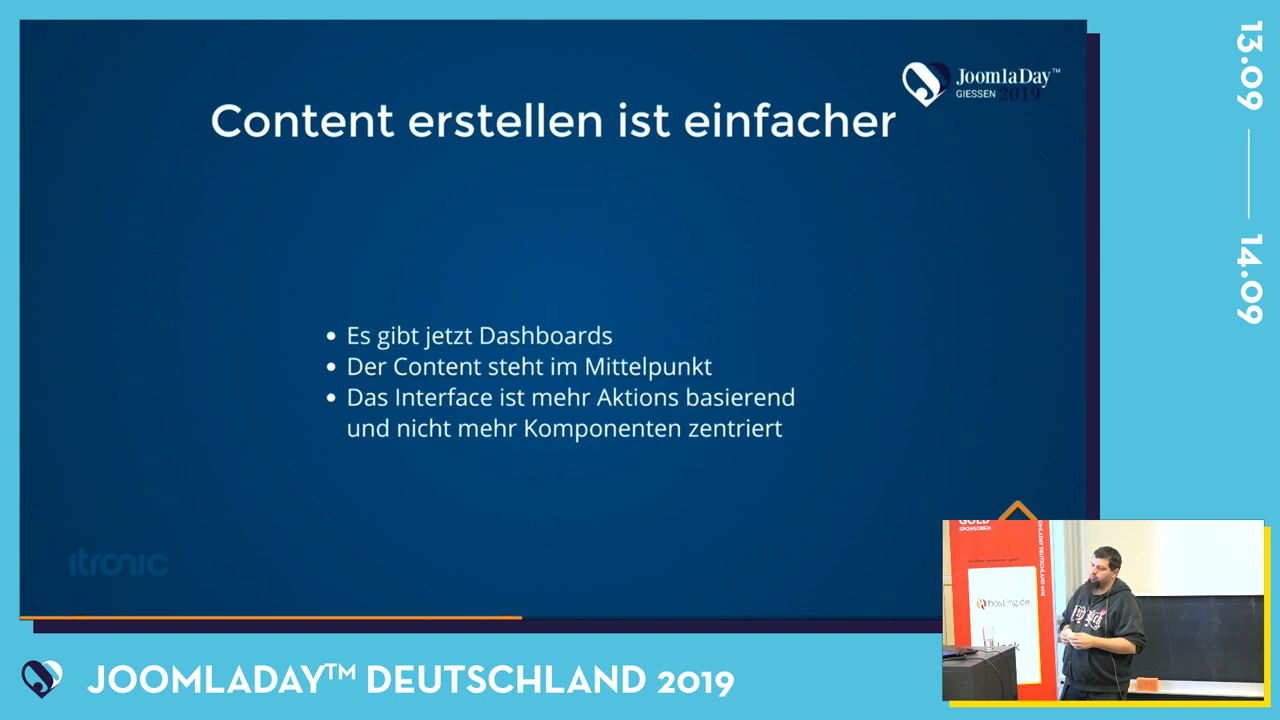 JoomlaDay™
GIESSEN 2019
Content erstellen ist einfacher
• Es gibt jetzt Dashboards
• Der Content steht im Mittelpunkt
• Das Interface ist mehr Aktions basierend
und nicht mehr Komponenten zentriert
itronic
13.09
14.09
GOLD
SPONSOREN
hosting.de
JOOMLADAY™ DEUTSCHLAND 2019